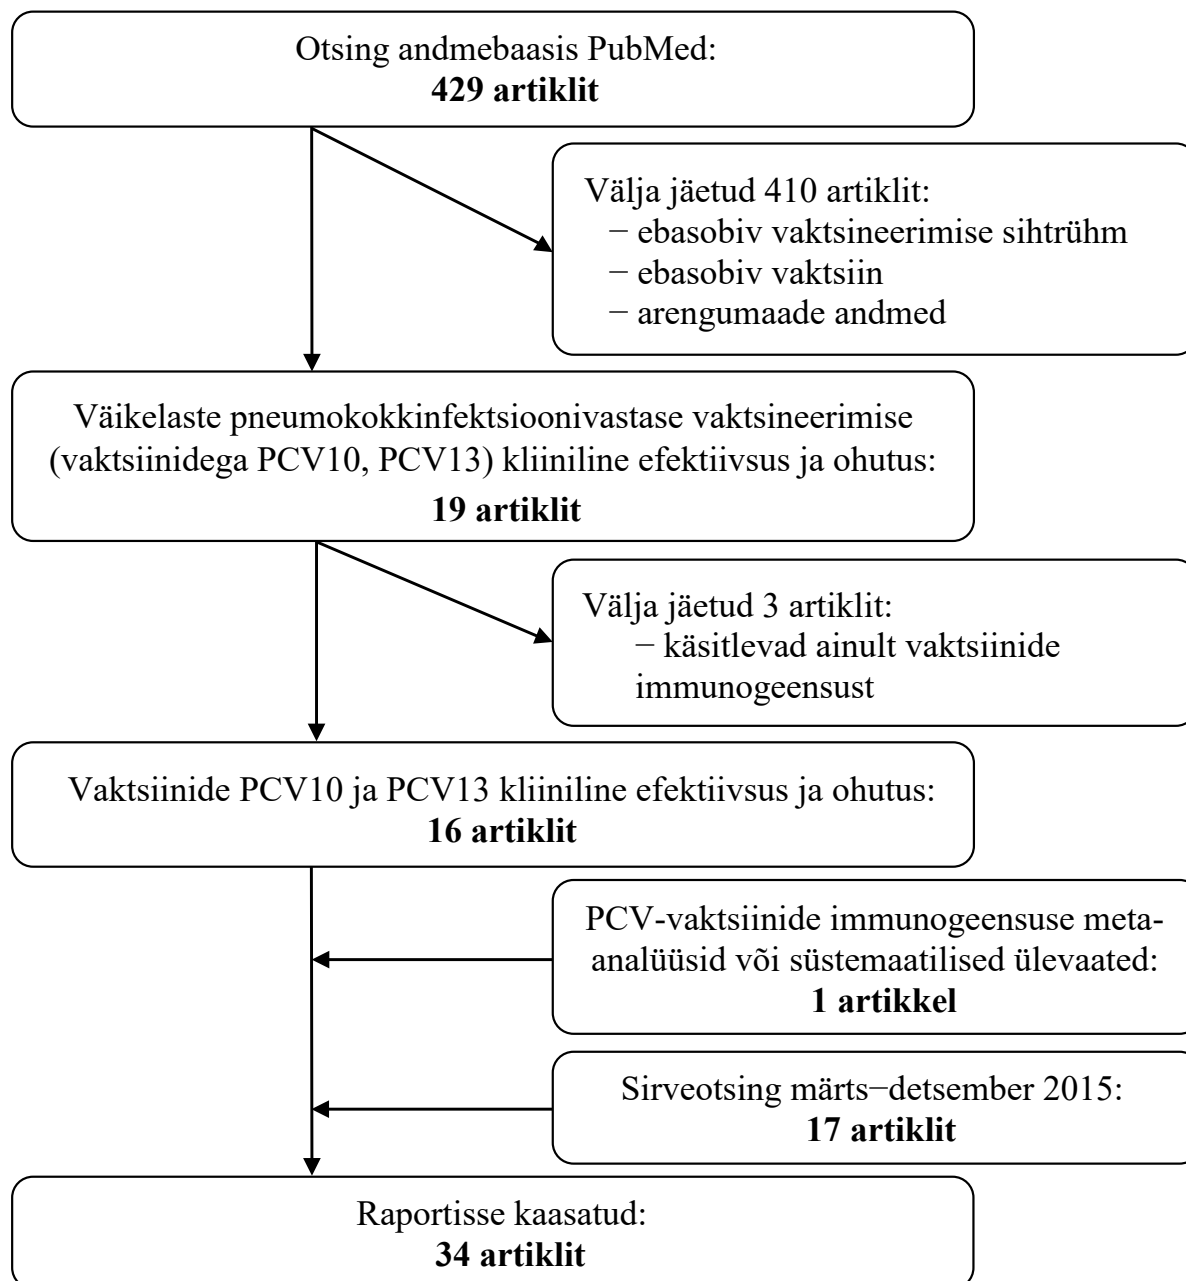 Otsing andmebaasis PubMed:
429 artiklit
Välja jäetud 410 artiklit:
− ebasobiv vaktsineerimise sihtrühm
− ebasobiv vaktsiin
− arengumaade andmed
Väikelaste pneumokokkinfektsioonivastase vaktsineerimise
(vaktsiinidega PCV10, PCV13) kliiniline efektiivsus ja ohutus:
19 artiklit
Välja jäetud 3 artiklit:
− käsitlevad ainult vaktsiinide
immunogeensust
Vaktsiinide PCV10 ja PCV13 kliiniline efektiivsus ja ohutus:
16 artiklit
PCV-vaktsiinide immunogeensuse meta-
analüüsid või süstemaatilised ülevaated:
1 artikkel
Sirveotsing märts−detsember 2015:
17 artiklit
Raportisse kaasatud:
34 artiklit